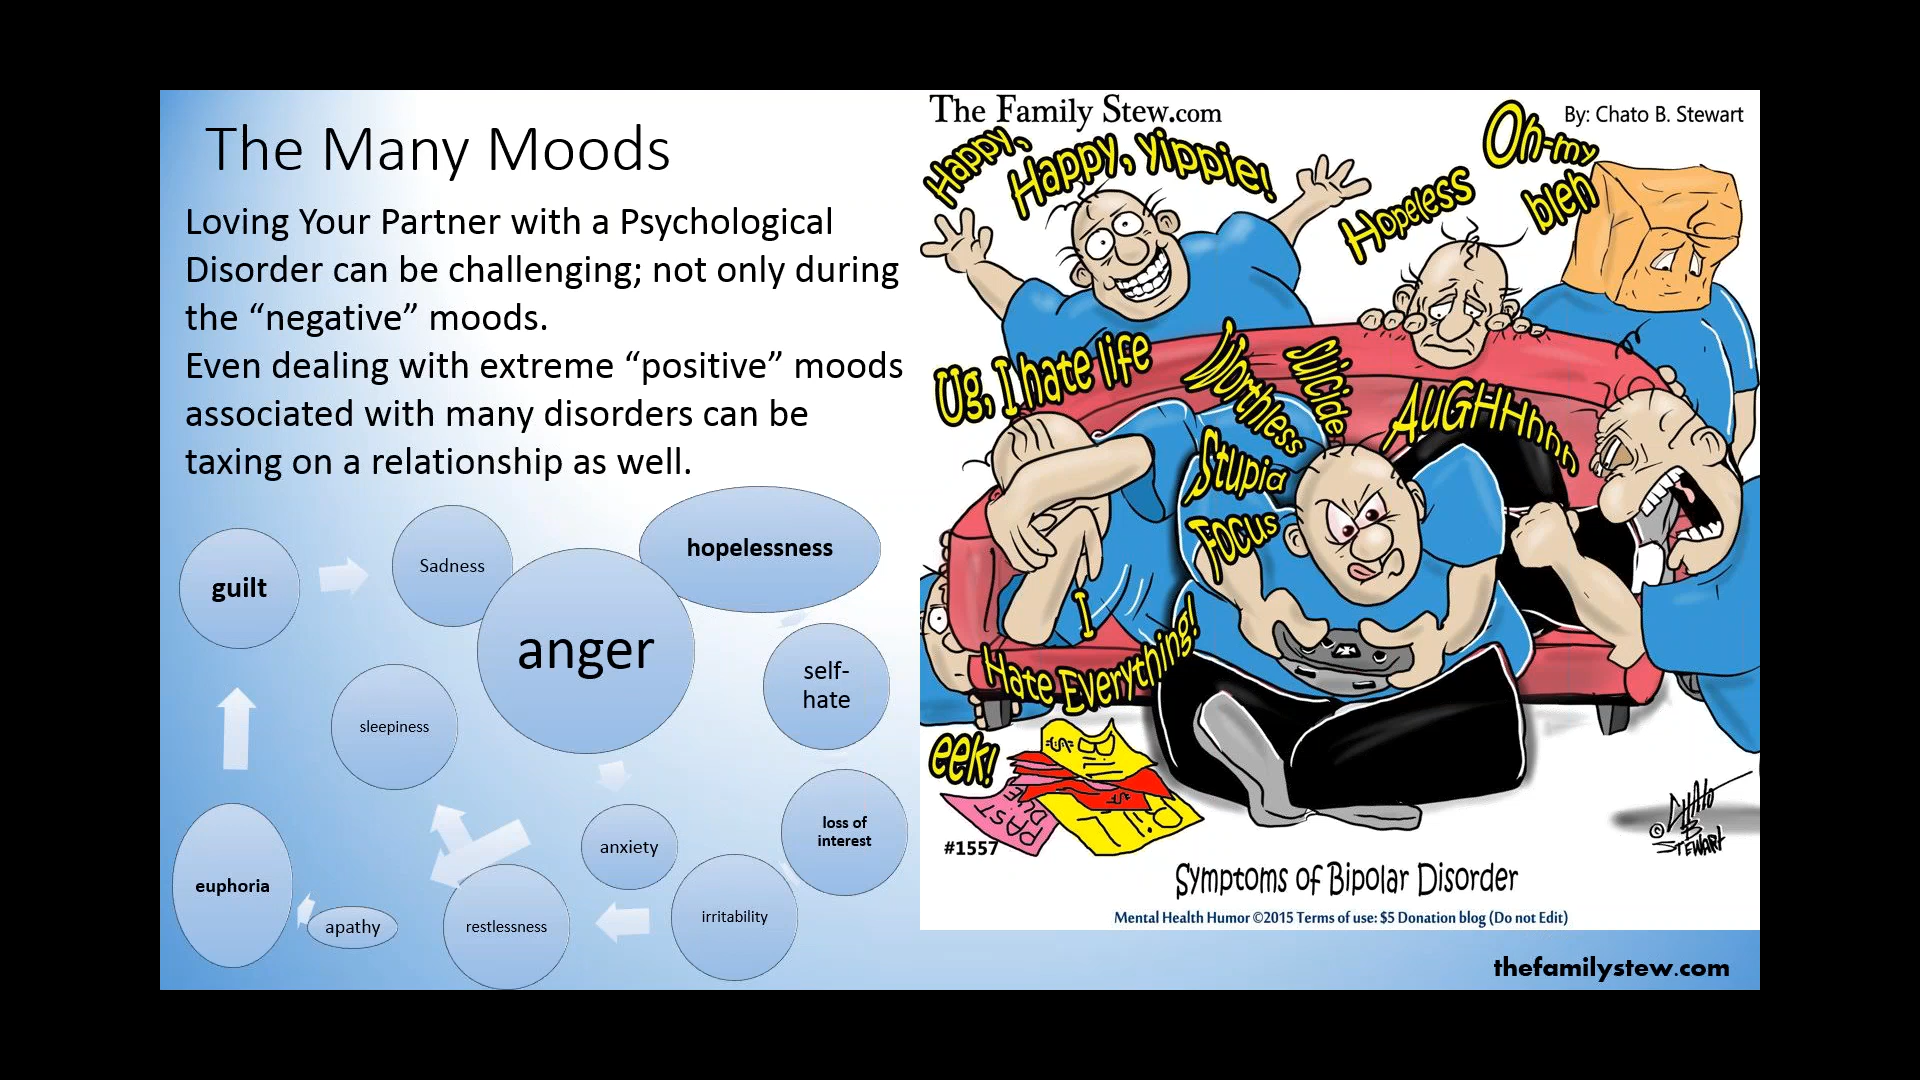 The Many Moods
Loving Your Partner with a Psychological
Disorder can be challenging; not only during
the “negative” moods.
Even dealing with extreme “positive” moods
associated with many disorders can be
taxing on a relationship as well.
guilt
Sadness
hopelessness
anger
self-
hate
sleepiness
loss of
interest
anxiety
euphoria
apathy
restlessness
irritability
The Family Stew.com
By: Chato B. Stewart
Happy,
Happy, yippie!
Hopeless
Oh-my
bleh
Ug, I hate life
Worthless
Suicide
Stupid
Focus
AUGHHhhh
I
Hate Everything!
eek!
Bill
PAST
DUE
Bill
#1557
© CHATO
B
STEWART
Symptoms of Bipolar Disorder
Mental Health Humor ©2015 Terms of use: $5 Donation blog (Do not Edit)
thefamilystew.com